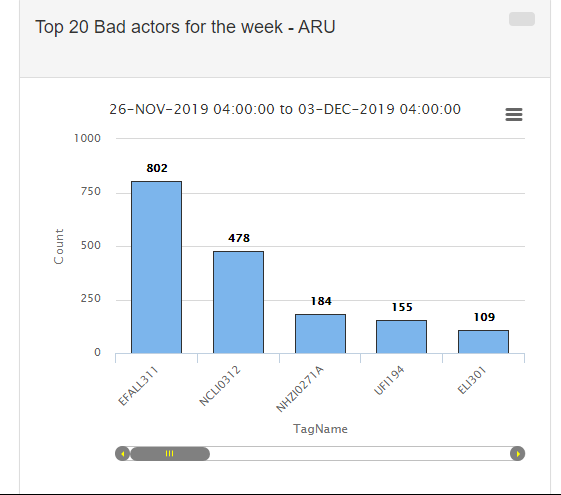 Top 20 Bad actors for the week - ARU
26-NOV-2019 04:00:00 to 03-DEC-2019 04:00:00
1000
750
500
250
0
Count
802
478
184
155
109
EFALL311
NCLI0312
NHZI0271A
UFI194
ELI301
TagName